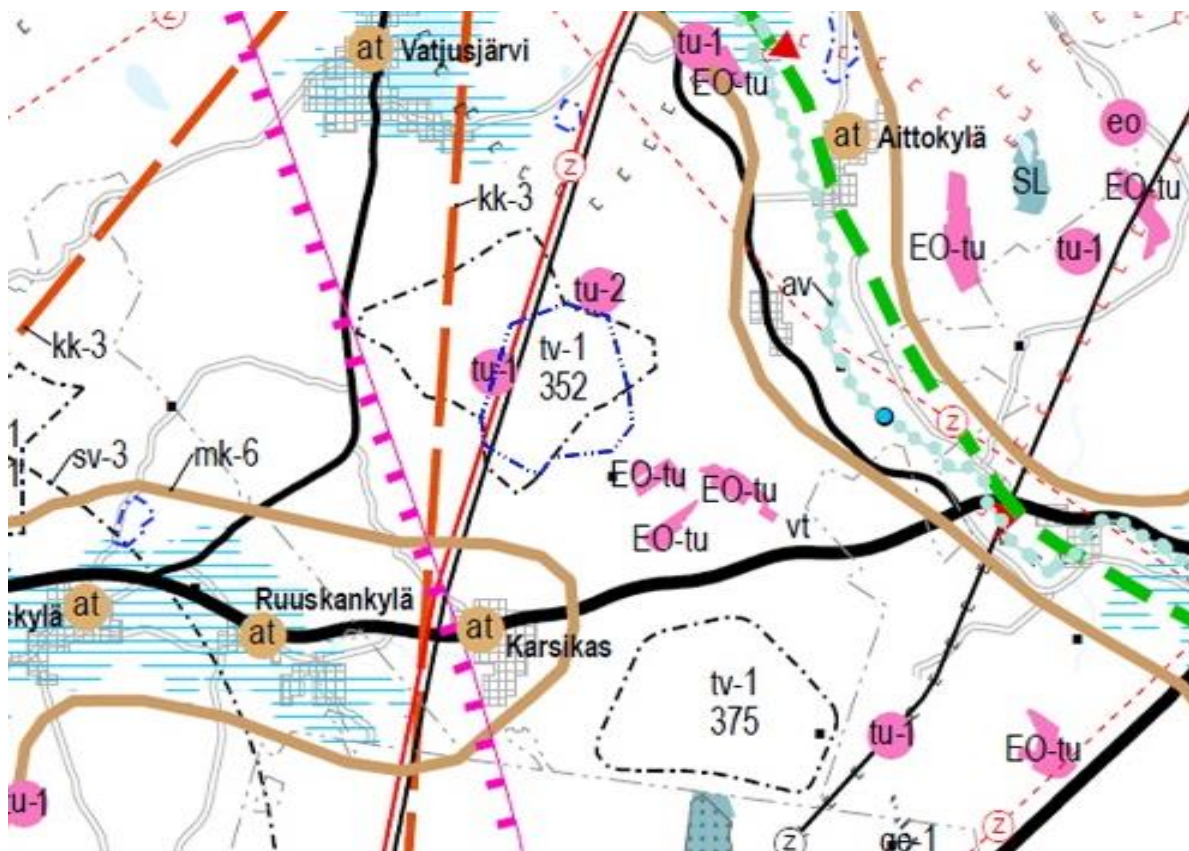 z
at
Vatjusjärvi
tu-1
EO-tu
at
Aittokylä
eo
SL
EO-tu
z
kk-3
EO-tu
tu-1
tu-2
av
kk-3
tu-1
tv-1
352
z
sv-3
mk-6
EO-tu
EO-tu
EO-tu
vt
at
Ruuskankylä
at
at
Karsikas
tv-1
375
tu-1
EO-tu
tu-1
z
z